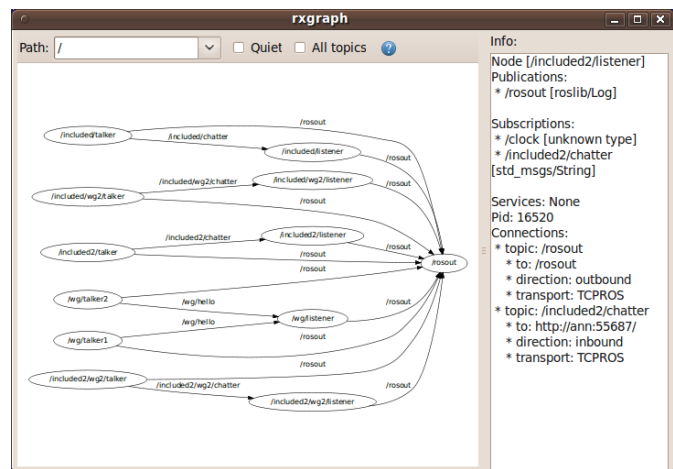 rxgraph
Path: /
Quiet
All topics
?
Info:
/included/talker
/rosout
/included/chatter
/included/listener
/rosout
/included/wg2/talker
/included/wg2/chatter
/included/wg2/listener
/rosout
/rosout
/included2/talker
/included2/chatter
/included2/listener
/rosout
/rosout
/rosout
/rosout
/wg/talker2
/wg/hello
/wg/listener
/rosout
/wg/hello
/wg/talker1
/rosout
/rosout
/included2/wg2/talker
/included2/wg2/chatter
/included2/wg2/listener
/rosout
Node [/included2/listener]
Publications:
* /rosout [roslib/Log]
Subscriptions:
* /clock [unknown type]
* /included2/chatter
[std_msgs/String]
Services: None
Pid: 16520
Connections:
* topic: /rosout
* to: /rosout
* direction: outbound
* transport: TCPROS
* topic: /included2/chatter
* to: http://ann:55687/
* direction: inbound
* transport: TCPROS